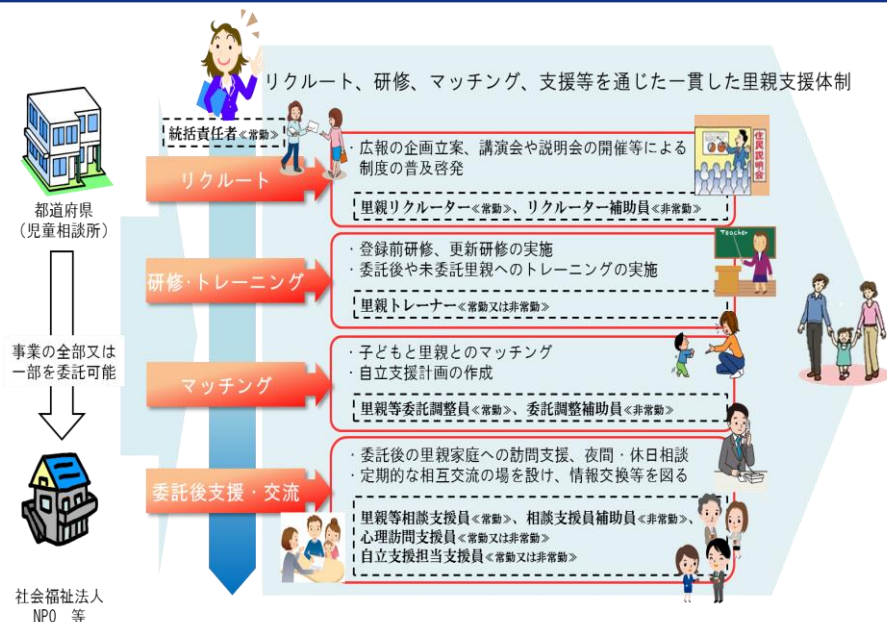 リクルート、研修、マッチング、支援等を通じた一貫した里親支援体制
統括責任者≪常勤≫
都道府県
(児童相談所)
事業の全部又は
一部を委託可能
社会福祉法人
NPO 等
リクルート
・広報の企画立案、講演会や説明会の開催等による
制度の普及啓発
里親リクルーター≪常勤≫、リクルーター補助員≪非常勤≫
住民説明会
研修・トレーニング
・登録前研修、更新研修の実施
・委託後や未委託里親へのトレーニングの実施
里親トレーナー≪常勤又は非常勤≫
Teacher
マッチング
・子どもと里親とのマッチング
・自立支援計画の作成
里親等委託調整員≪常勤≫、委託調整補助員≪非常勤≫
委託後支援・交流
・委託後の里親家庭への訪問支援、夜間・休日相談
・定期的な相互交流の場を設け、情報交換等を図る
里親等相談支援員≪常勤≫、相談支援員補助員≪非常勤≫、
心理訪問支援員≪常勤又は非常勤≫
自立支援担当支援員≪常勤又は非常勤≫